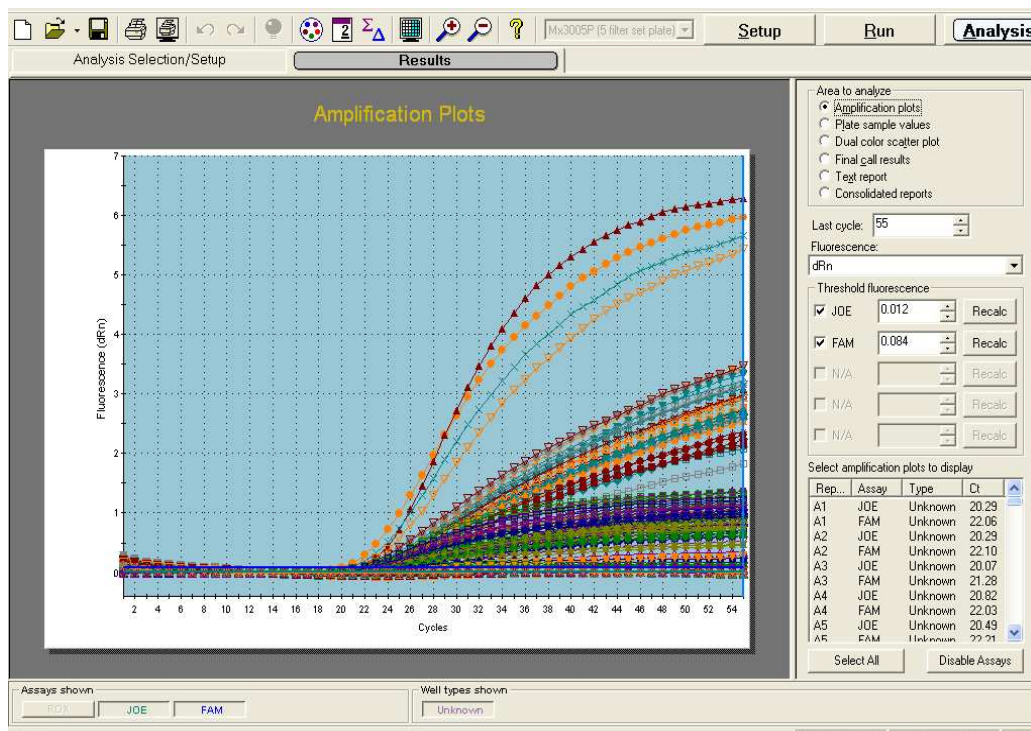 Mx3005P (5 filter set plate)
Setup
Run
Analysis
Analysis Selection/Setup
Results
Amplification Plots
Fluorescence (dRn)
7
6
5
4
3
2
1
0
2 4 6 8 10 12 14 16 18 20 22 24 26 28 30 32 34 36 38 40 42 44 46 48 50 52 54
Cycles
Area to analyze
Amplification plots
Plate sample values
Dual color scatter plot
Final call results
Text report
Consolidated reports
Last cycle: 55
Fluorescence:
dRn
Threshold fluorescence
JOE 0.012 Recalc
FAM 0.084 Recalc
N/A Recalc
N/A Recalc
N/A Recalc
Select amplification plots to display
Rep... Assay Type Ct
A1 JOE Unknown 20.29
A1 FAM Unknown 22.06
A2 JOE Unknown 20.29
A2 FAM Unknown 22.10
A3 JOE Unknown 20.07
A3 FAM Unknown 21.28
A4 JOE Unknown 20.82
A4 FAM Unknown 22.03
A5 JOE Unknown 20.49
A5 FAM Unknown 22.21
Select All
Disable Assays
Assays shown
ROX JOE FAM
Well types shown
Unknown